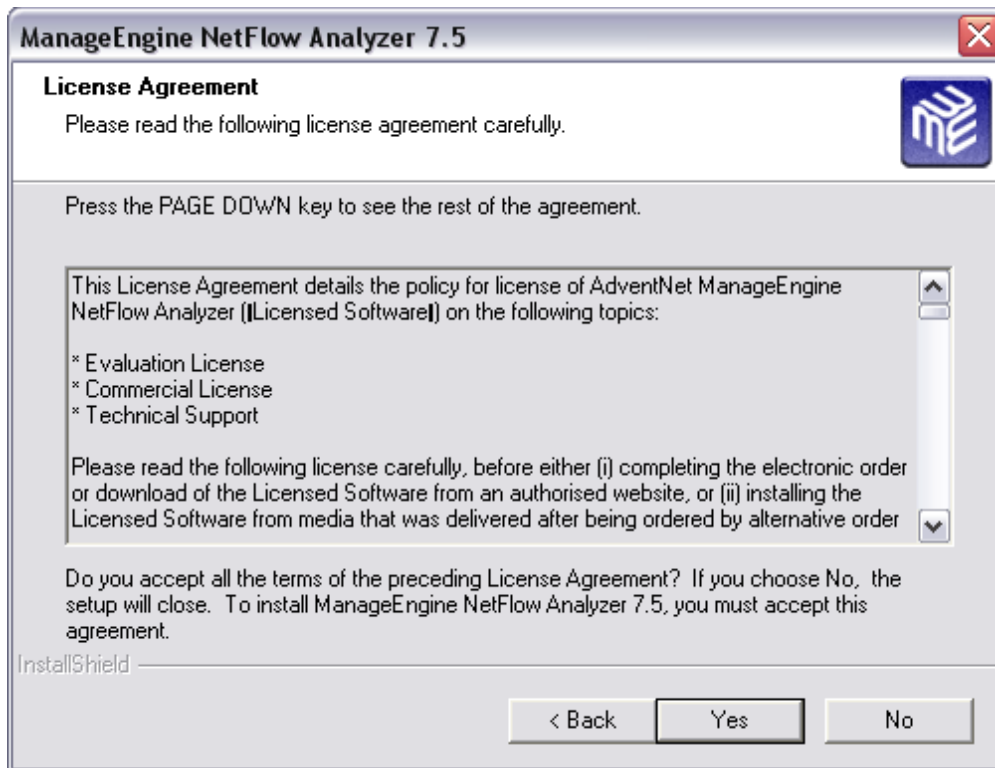 ManageEngine NetFlow Analyzer 7.5
License Agreement
Please read the following license agreement carefully.
Press the PAGE DOWN key to see the rest of the agreement.
This License Agreement details the policy for license of AdventNet ManageEngine
NetFlow Analyzer (|Licensed Software|) on the following topics:
* Evaluation License
* Commercial License
* Technical Support
Please read the following license carefully, before either (i) completing the electronic order
or download of the Licensed Software from an authorised website, or (ii) installing the
Licensed Software from media that was delivered after being ordered by alternative order
Do you accept all the terms of the preceding License Agreement?  If you choose No,  the
setup will close.  To install ManageEngine NetFlow Analyzer 7.5, you must accept this
agreement.
InstallShield
< Back
Yes
No